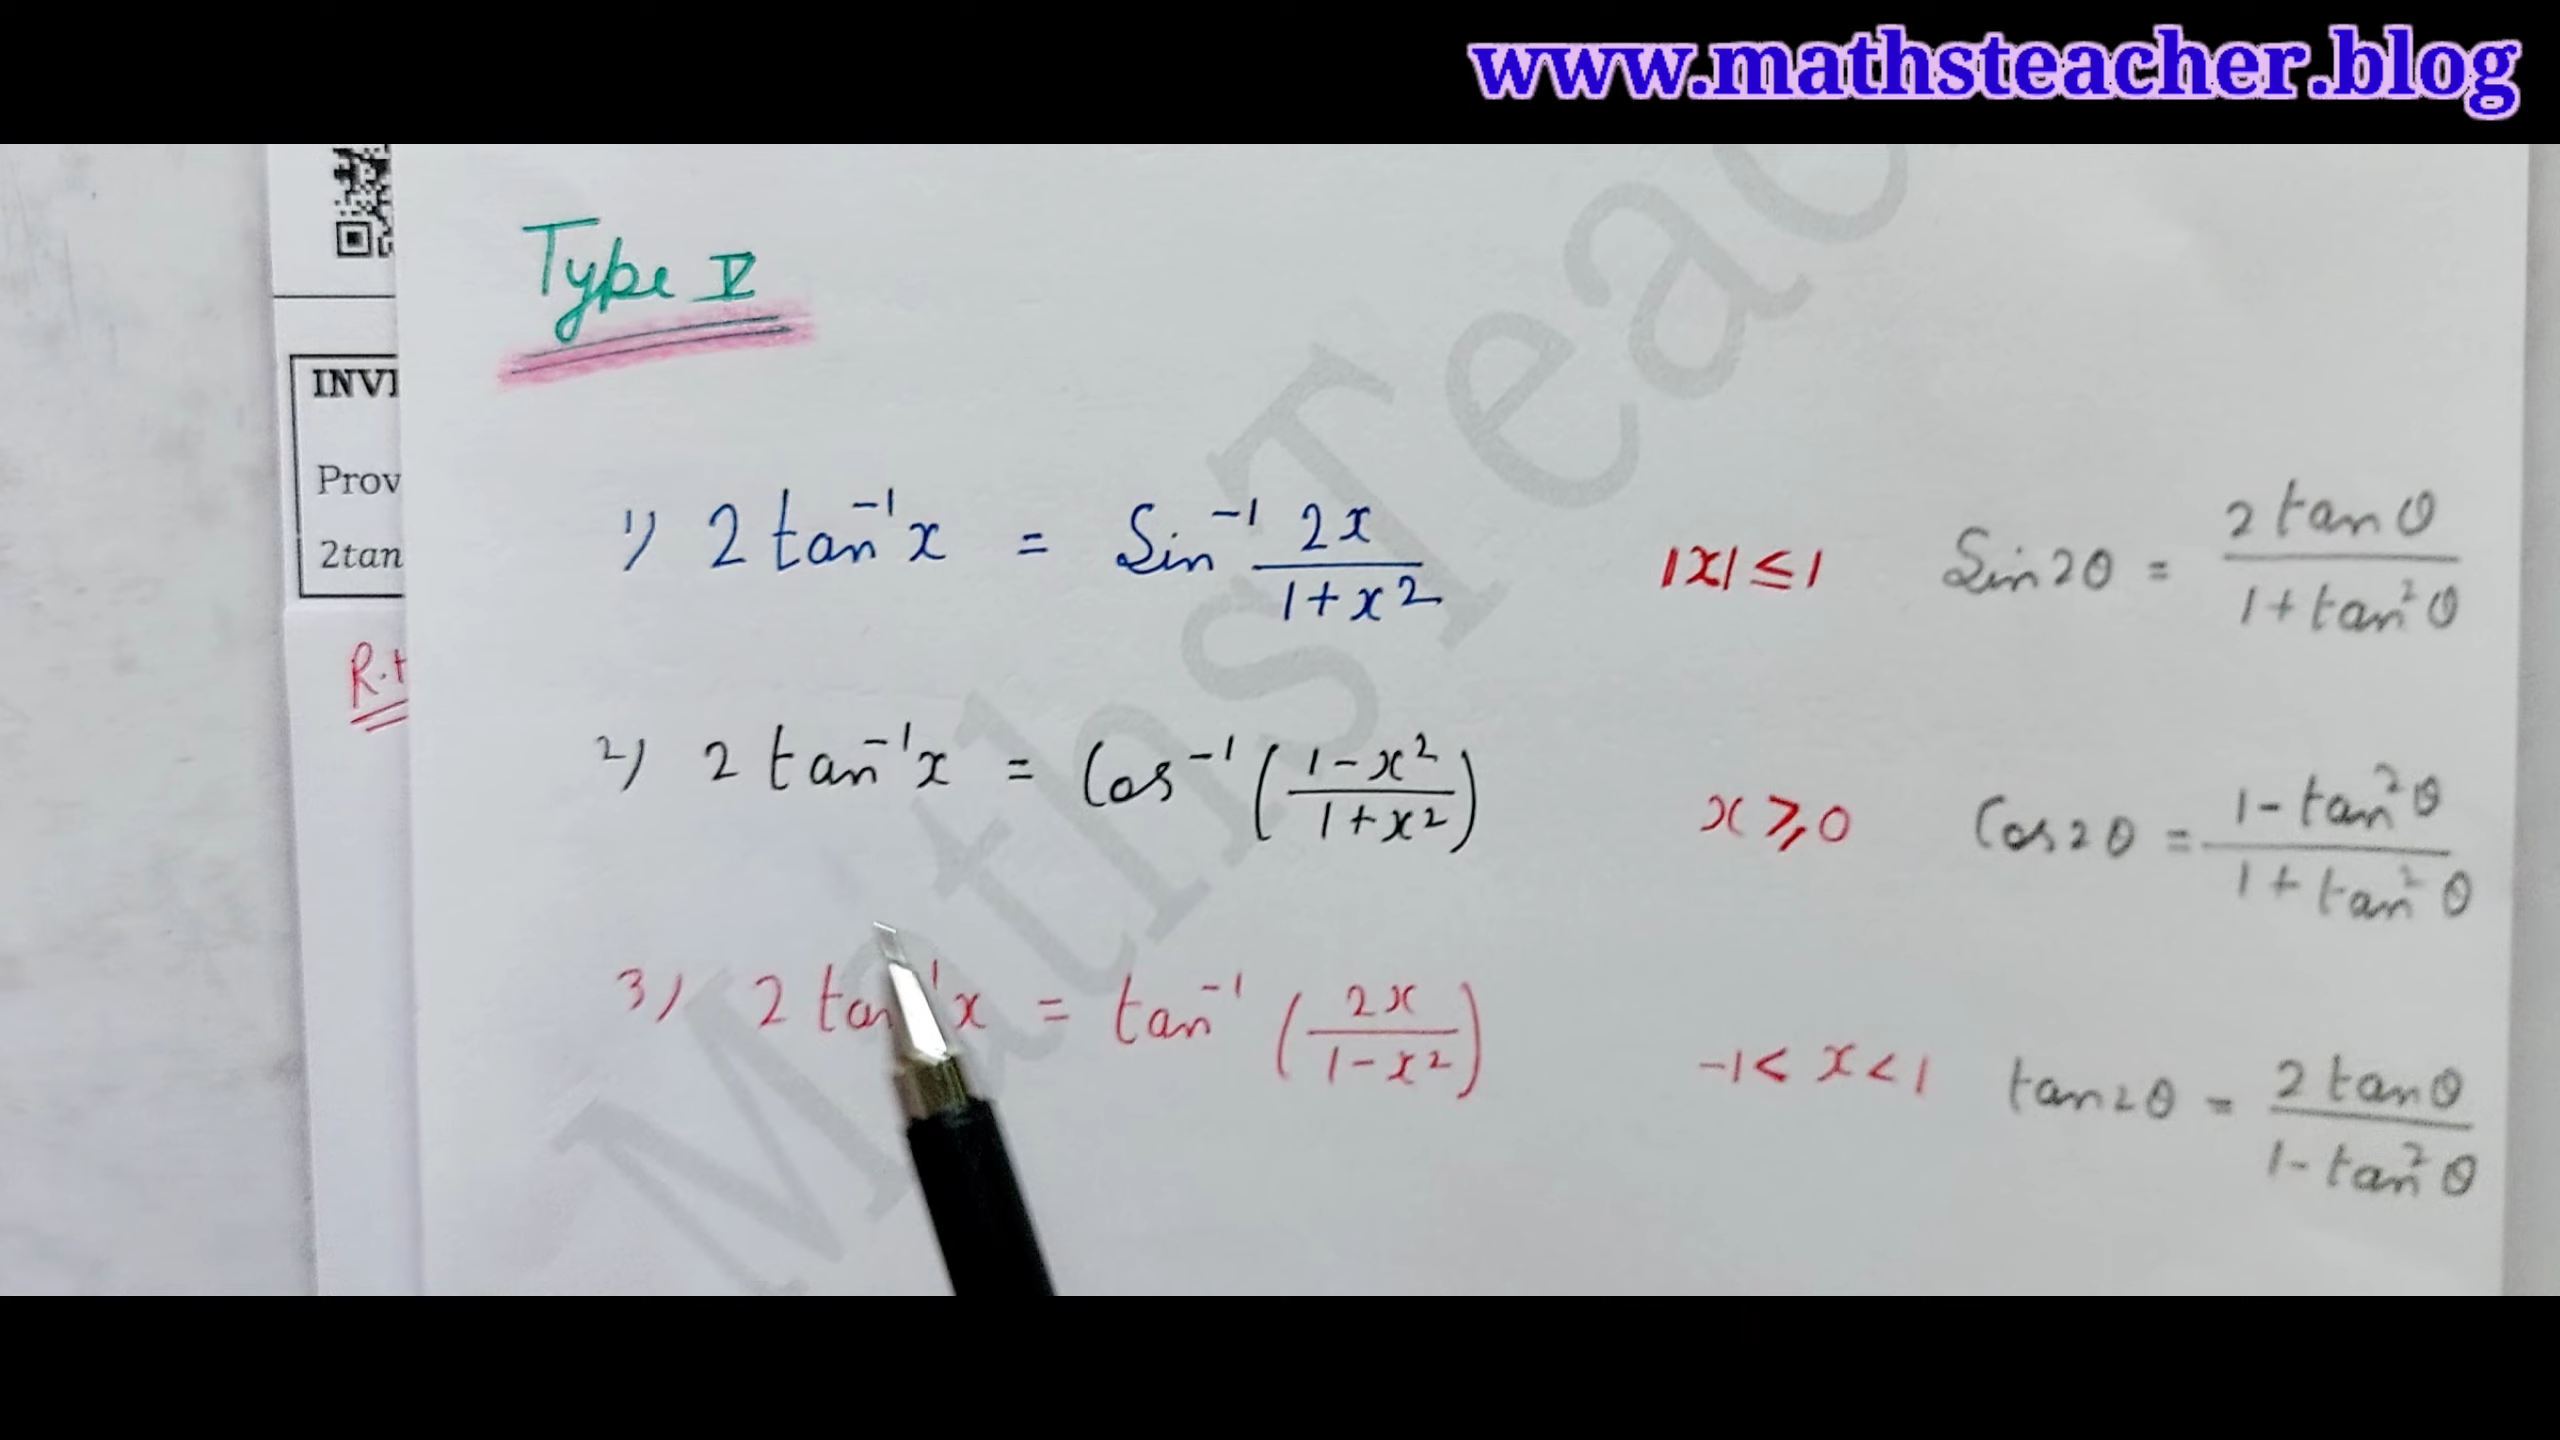 www.mathsteacher.blog
Type V
INVE
Prov
2tan
R.H
1) 2 tan⁻¹x = Sin⁻¹ 2x/(1+x²) |x| ≤ 1 Sin2θ = 2tanθ/(1+tan²θ)
2) 2 tan⁻¹x = Cos⁻¹ ((1-x²)/(1+x²)) x ≥ 0 Cos2θ = (1-tan²θ)/(1+tan²θ)
3) 2 tan⁻¹x = tan⁻¹ (2x/(1-x²)) -1 < x < 1 tan2θ = 2tanθ/(1-tan²θ)
MathsTeac